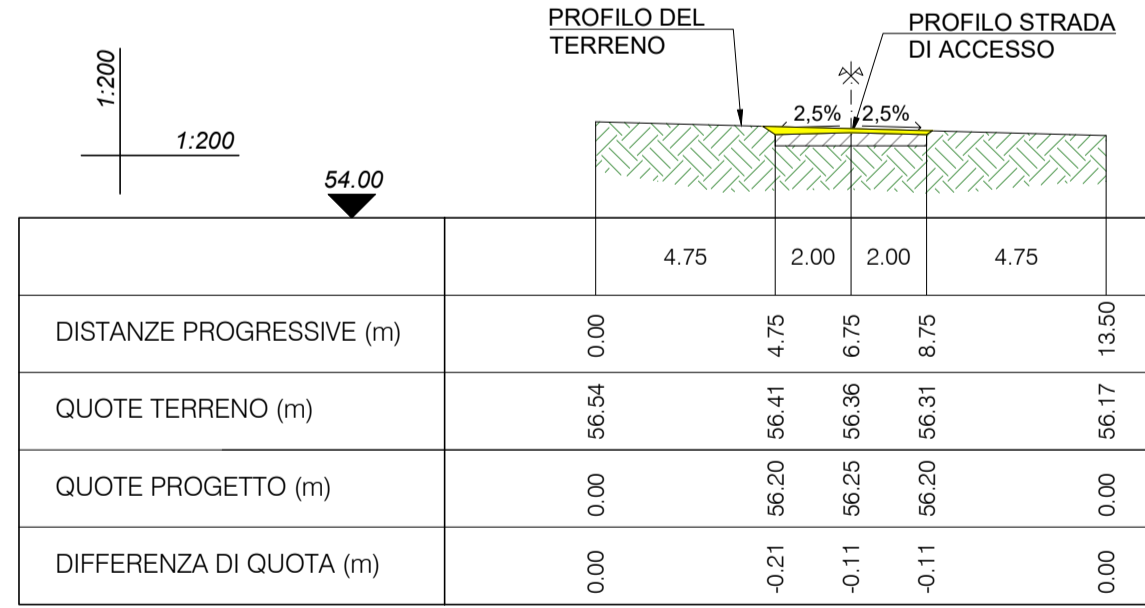 PROFILO DEL
TERRENO
PROFILO STRADA
DI ACCESSO
1:200
1:200
2,5% 2,5%
54.00
4.75 2.00 2.00 4.75
DISTANZE PROGRESSIVE (m) 0.00 4.75 6.75 8.75 13.50
QUOTE TERRENO (m) 56.54 56.41 56.36 56.31 56.17
QUOTE PROGETTO (m) 0.00 56.20 56.25 56.20 0.00
DIFFERENZA DI QUOTA (m) 0.00 -0.21 -0.11 -0.11 0.00